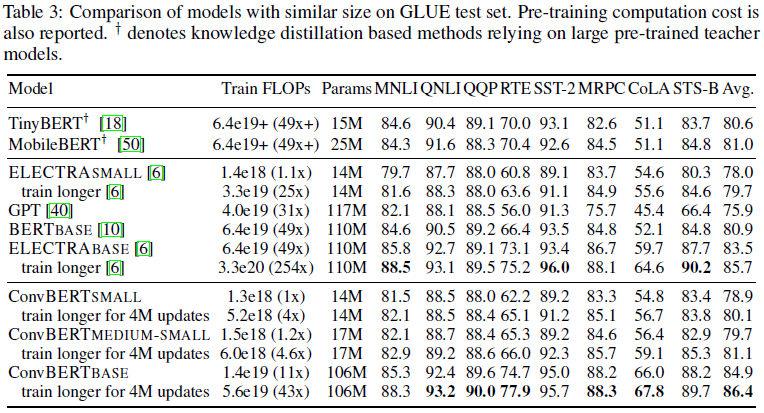 Table 3: Comparison of models with similar size on GLUE test set. Pre-training computation cost is
also reported. † denotes knowledge distillation based methods relying on large pre-trained teacher
models.
Model Train FLOPs Params MNLI QNLI QQP RTE SST-2 MRPC CoLA STS-B Avg.
TinyBERT† [18] 6.4e19+ (49x+) 15M 84.6 90.4 89.1 70.0 93.1 82.6 51.1 83.7 80.6
MobileBERT† [50] 6.4e19+ (49x+) 25M 84.3 91.6 88.3 70.4 92.6 84.5 51.1 84.8 81.0
ELECTRASMALL [6] 1.4e18 (1.1x) 14M 79.7 87.7 88.0 60.8 89.1 83.7 54.6 80.3 78.0
train longer [6] 3.3e19 (25x) 14M 81.6 88.3 88.0 63.6 91.1 84.9 55.6 84.6 79.7
GPT [40] 4.0e19 (31x) 117M 82.1 88.1 88.5 56.0 91.3 75.7 45.4 66.4 75.9
BERTBASE [10] 6.4e19 (49x) 110M 84.6 90.5 89.2 66.4 93.5 84.8 52.1 84.8 80.9
ELECTRABASE [6] 6.4e19 (49x) 110M 85.8 92.7 89.1 73.1 93.4 86.7 59.7 87.7 83.5
train longer [6] 3.3e20 (254x) 110M 88.5 93.1 89.5 75.2 96.0 88.1 64.6 90.2 85.7
ConvBERTSMALL 1.3e18 (1x) 14M 81.5 88.5 88.0 62.2 89.2 83.3 54.8 83.4 78.9
train longer for 4M updates 5.2e18 (4x) 14M 82.1 88.5 88.4 65.1 91.2 85.1 56.7 83.8 80.1
ConvBERTMEDIUM-SMALL 1.5e18 (1.2x) 17M 82.1 88.7 88.4 65.3 89.2 84.6 56.4 82.9 79.7
train longer for 4M updates 6.0e18 (4.6x) 17M 82.9 89.2 88.6 66.0 92.3 85.7 59.1 85.3 81.1
ConvBERTBASE 1.4e19 (11x) 106M 85.3 92.4 89.6 74.7 95.0 88.2 66.0 88.2 84.9
train longer for 4M updates 5.6e19 (43x) 106M 88.3 93.2 90.0 77.9 95.7 88.3 67.8 89.7 86.4